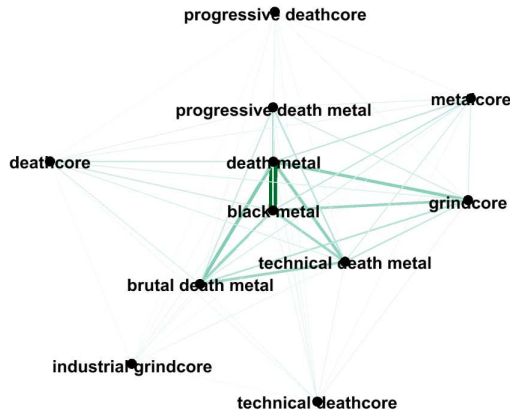 progressive deathcore
metalcore
progressive death metal
deathcore
death metal
grindcore
black metal
technical death metal
brutal death metal
industrial grindcore
technical deathcore